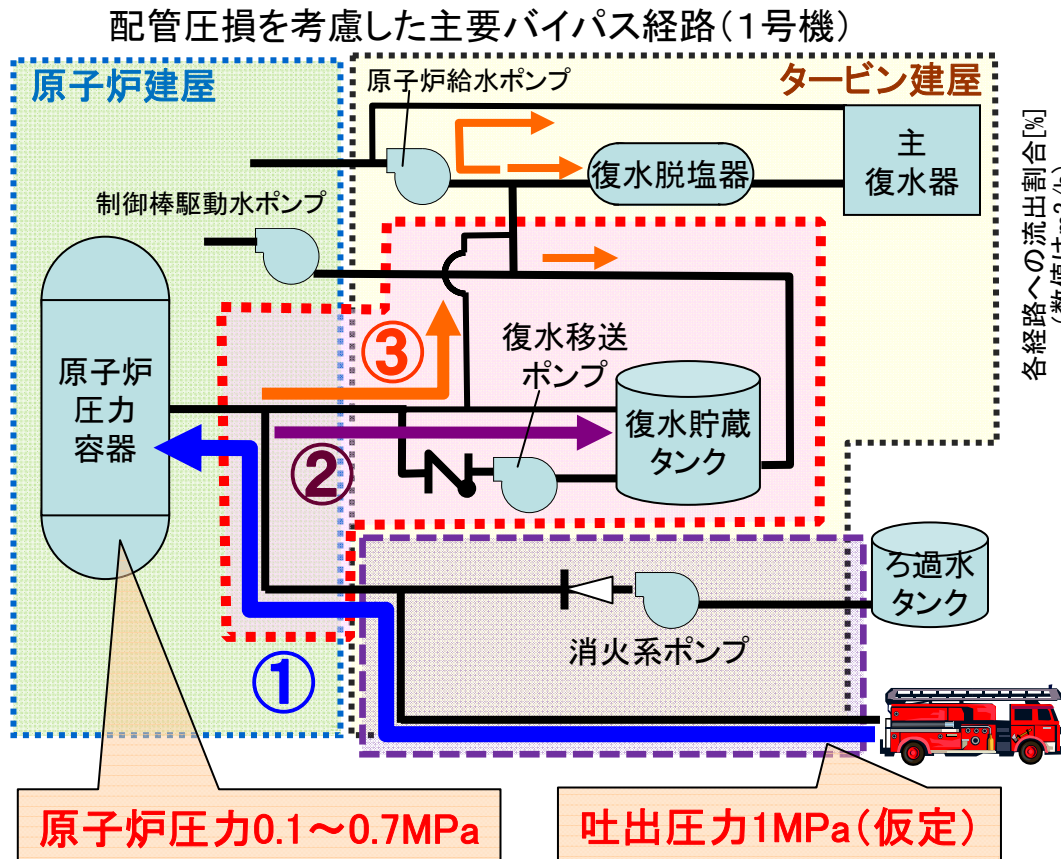 配管圧損を考慮した主要バイパス経路(1号機)
原子炉建屋
タービン建屋
原子炉給水ポンプ
主
復水器
復水脱塩器
制御棒駆動水ポンプ
各経路への流出割合[%]
③
復水移送
ポンプ
原子炉
圧力
容器
復水貯蔵
タンク
②
ろ過水
タンク
消火系ポンプ
①
原子炉圧力0.1~0.7MPa
吐出圧力1MPa(仮定)